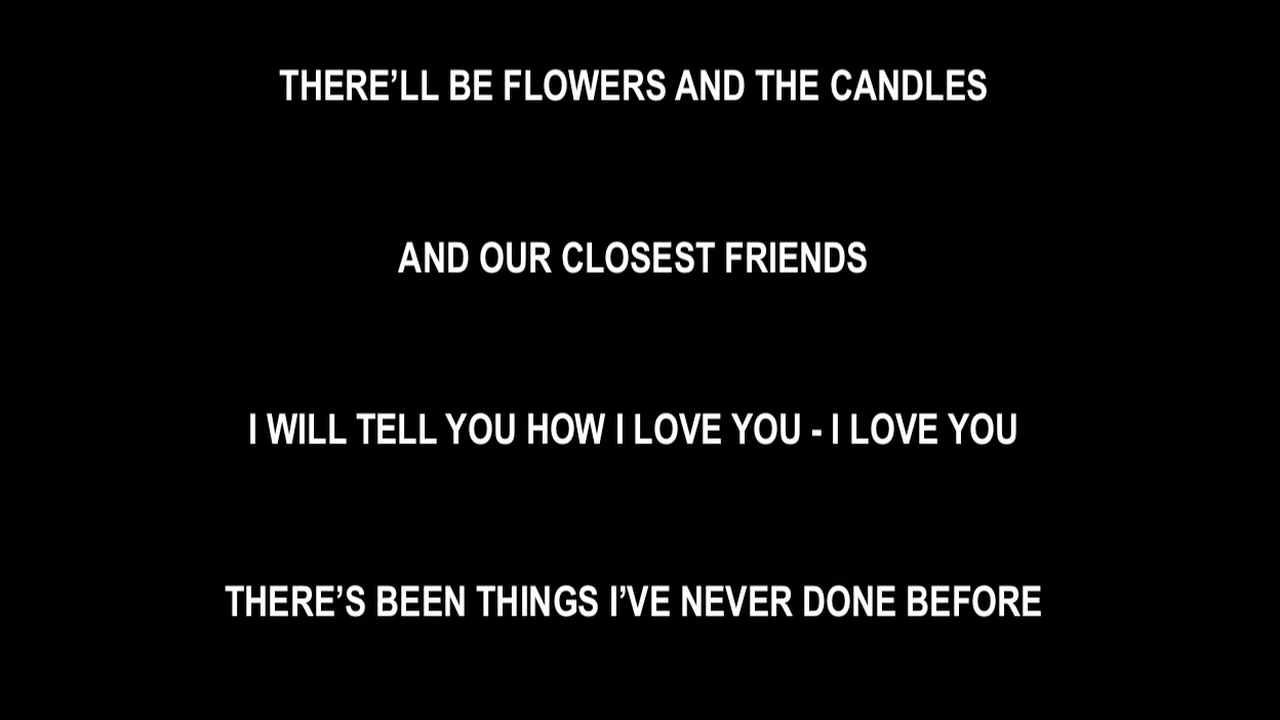 THERE’LL BE FLOWERS AND THE CANDLES
AND OUR CLOSEST FRIENDS
I WILL TELL YOU HOW I LOVE YOU - I LOVE YOU
THERE’S BEEN THINGS I’VE NEVER DONE BEFORE